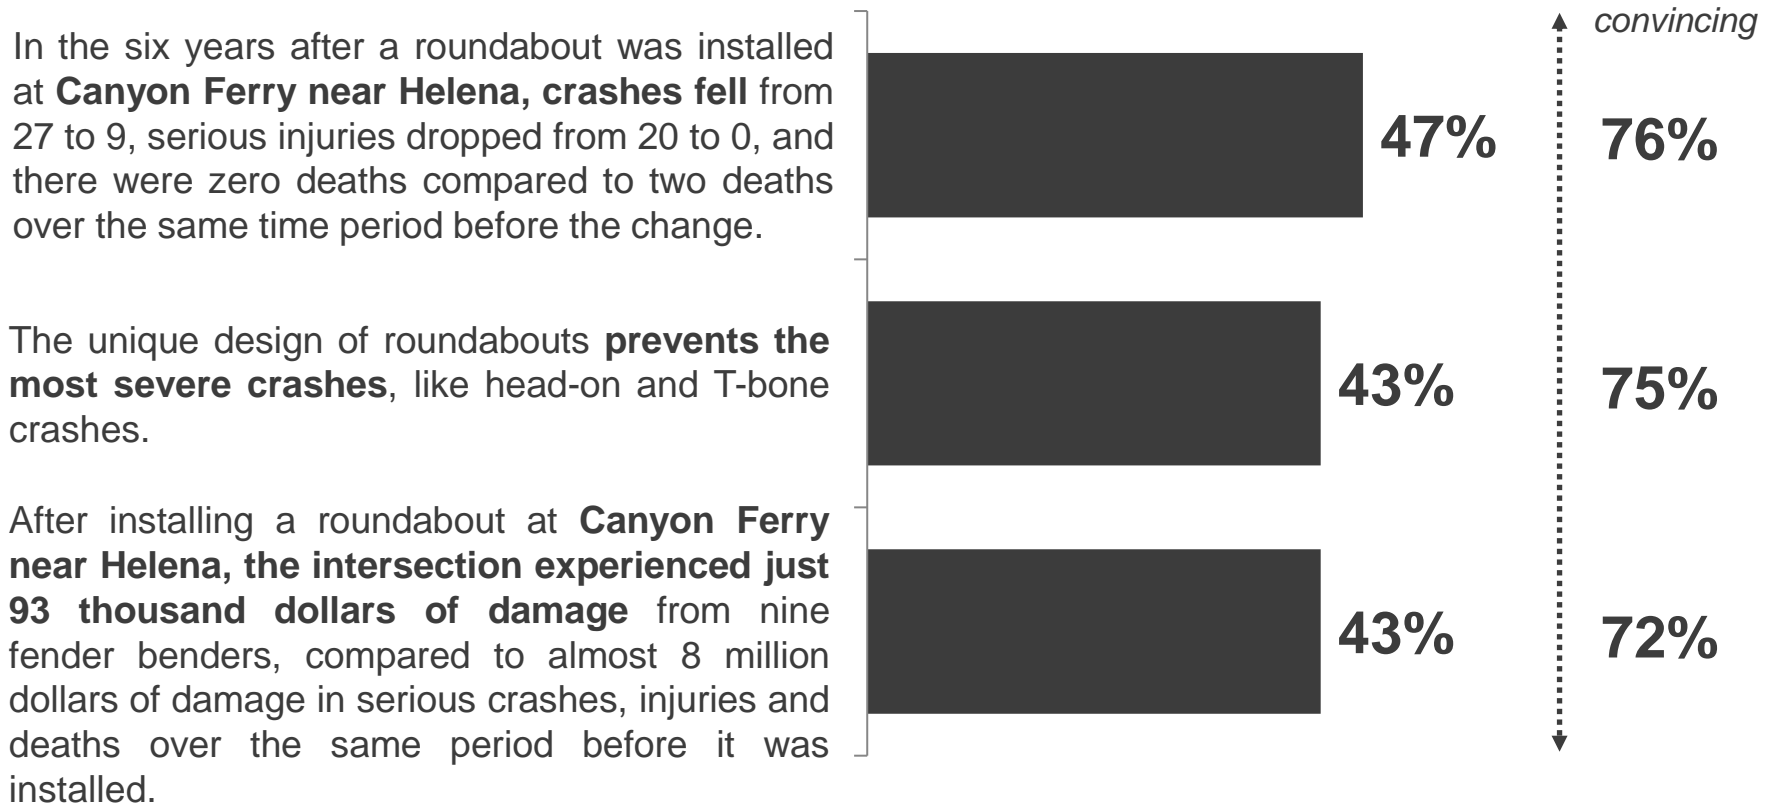 convincing
In the six years after a roundabout was installed
at Canyon Ferry near Helena, crashes fell from
27 to 9, serious injuries dropped from 20 to 0, and
there were zero deaths compared to two deaths
over the same time period before the change.
47%
76%
The unique design of roundabouts prevents the
most severe crashes, like head-on and T-bone
crashes.
43%
75%
After installing a roundabout at Canyon Ferry
near Helena, the intersection experienced just
93 thousand dollars of damage from nine
fender benders, compared to almost 8 million
dollars of damage in serious crashes, injuries and
deaths over the same period before it was
installed.
43%
72%